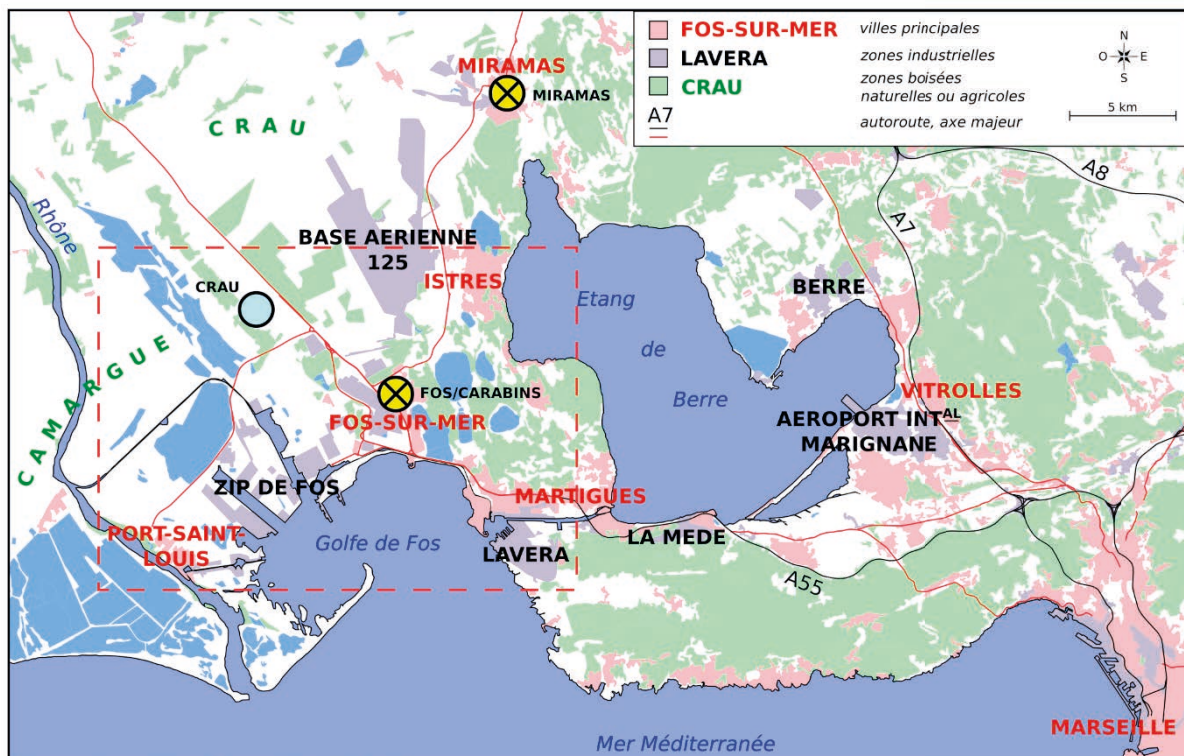 FOS-SUR-MER villes principales
LAVERA zones industrielles
CRAU zones boisées
naturelles ou agricoles
A7 autoroute, axe majeur
N
O E
S
5 km
MIRAMAS
MIRAMAS
CRAU
A8
A7
Rhône
BASE AERIENNE
125
ISTRES
CRAU
BERRE
Etang
de
Berre
CAMARGUE
FOS/CARABINS
FOS-SUR-MER
VITROLLES
AEROPORT INTAL
MARIGNANE
ZIP DE FOS
MARTIGUES
PORT-SAINT-
LOUIS
Golfe de Fos
LAVERA
LA MEDE
A55
MARSEILLE
Mer Méditerranée